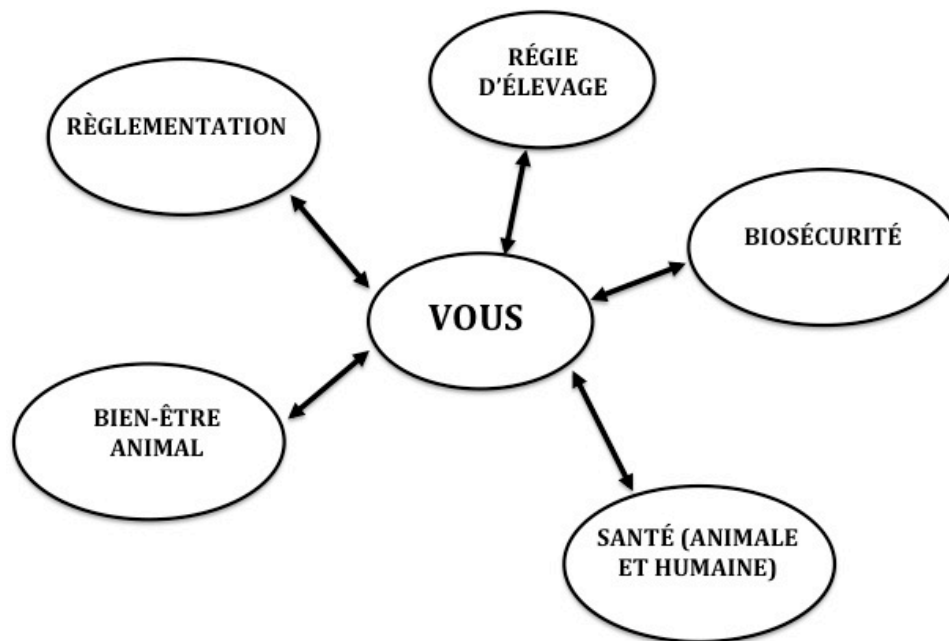 RÉGIE
D'ÉLEVAGE
RÈGLEMENTATION
BIOSÉCURITÉ
VOUS
BIEN-ÊTRE
ANIMAL
SANTÉ (ANIMALE
ET HUMAINE)